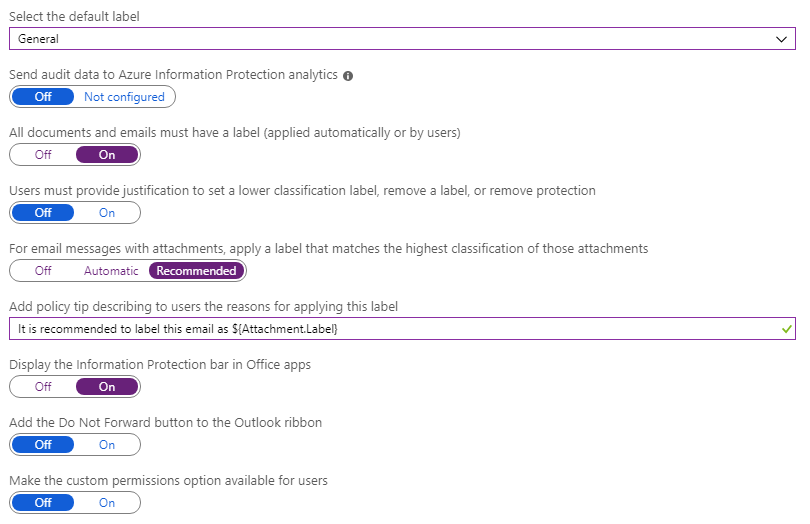 Select the default label
General
Send audit data to Azure Information Protection analytics
Off Not configured
All documents and emails must have a label (applied automatically or by users)
Off On
Users must provide justification to set a lower classification label, remove a label, or remove protection
Off On
For email messages with attachments, apply a label that matches the highest classification of those attachments
Off Automatic Recommended
Add policy tip describing to users the reasons for applying this label
It is recommended to label this email as ${Attachment.Label}
Display the Information Protection bar in Office apps
Off On
Add the Do Not Forward button to the Outlook ribbon
Off On
Make the custom permissions option available for users
Off On